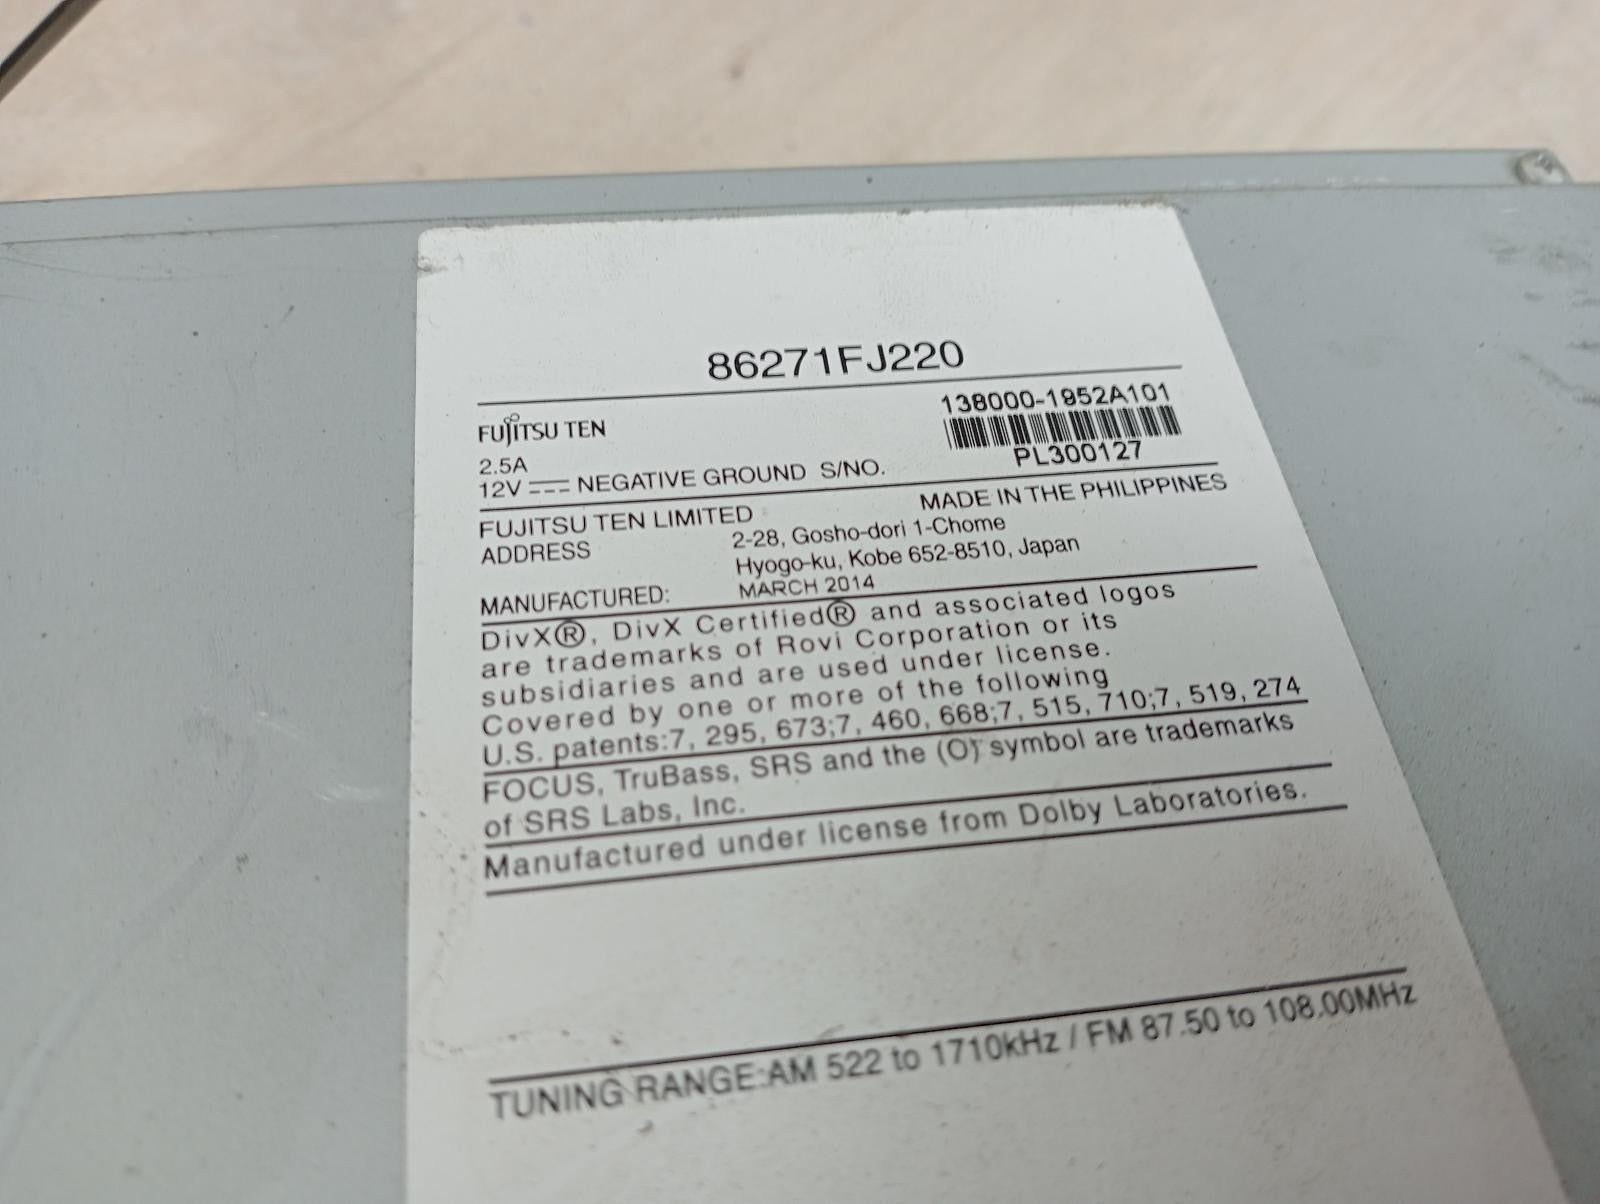 86271FJ220
138000-1952A101
FUJITSU TEN
2.5A
12V NEGATIVE GROUND S/NO.
PL300127
FUJITSU TEN LIMITED
MADE IN THE PHILIPPINES
ADDRESS
2-28, Gosho-dori 1-Chome
Hyogo-ku, Kobe 652-8510, Japan
MANUFACTURED:
MARCH 2014
DivX®, DivX Certified® and associated logos
are trademarks of Rovi Corporation or its
subsidiaries and are used under license.
Covered by one or more of the following
U.S. patents:7, 295, 673;7, 460, 668;7, 515, 710;7, 519, 274
FOCUS, TruBass, SRS and the (O) symbol are trademarks
of SRS Labs, Inc.
Manufactured under license from Dolby Laboratories.
TUNING RANGE:AM 522 to 1710kHz / FM 87.50 to 108.00MHz